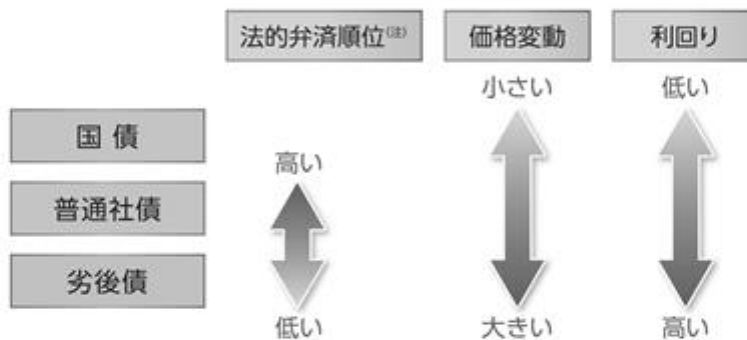 法的弁済順位(注) 価格変動 利回り
小さい 低い
国債
高い
普通社債
劣後債
低い 大きい 高い